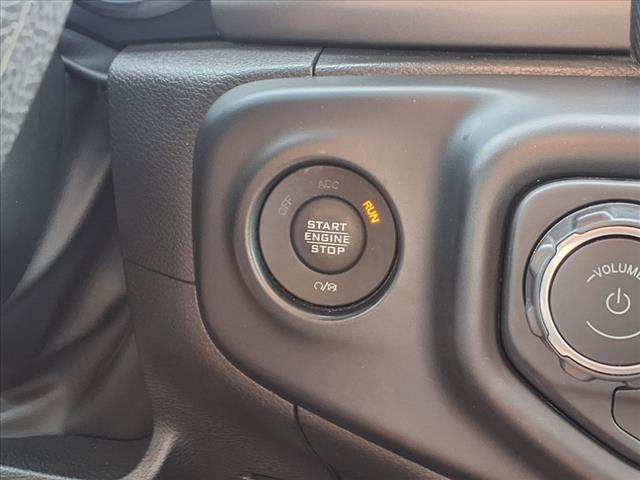 OFF ACC RUN
START
ENGINE
STOP
VOLUME